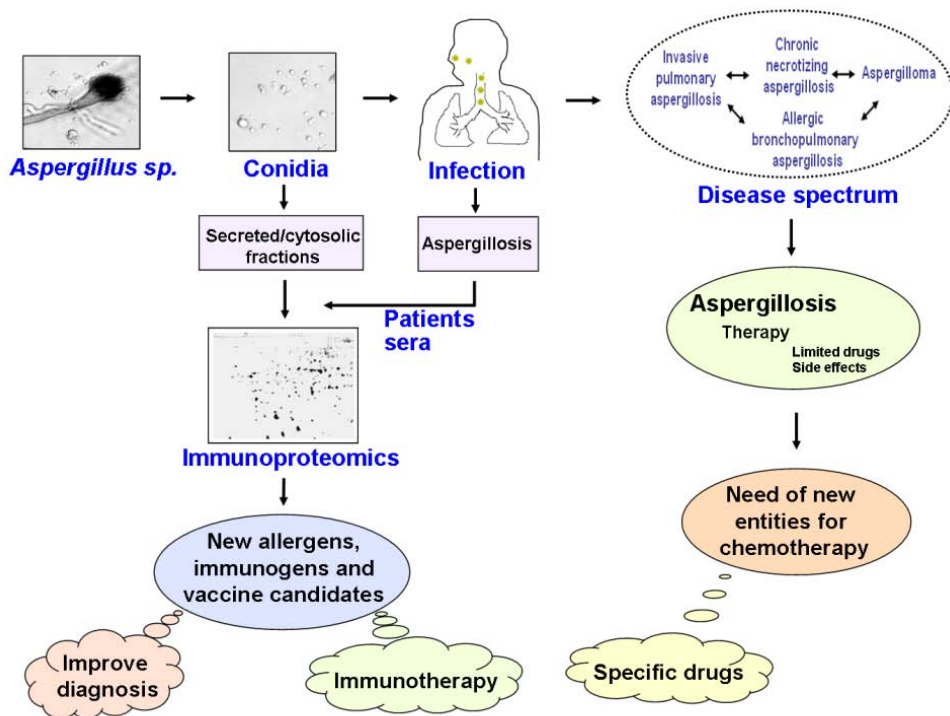 Invasive
pulmonary
aspergillosis
Chronic
necrotizing
aspergillosis
Aspergilloma
Allergic
bronchopulmonary
aspergillosis
Aspergillus sp.
Conidia
Infection
Disease spectrum
Secreted/cytosolic
fractions
Aspergillosis
Patients
sera
Aspergillosis
Therapy
Limited drugs
Side effects
Immunoproteomics
Need of new
entities for
chemotherapy
New allergens,
immunogens and
vaccine candidates
Improve
diagnosis
Immunotherapy
Specific drugs